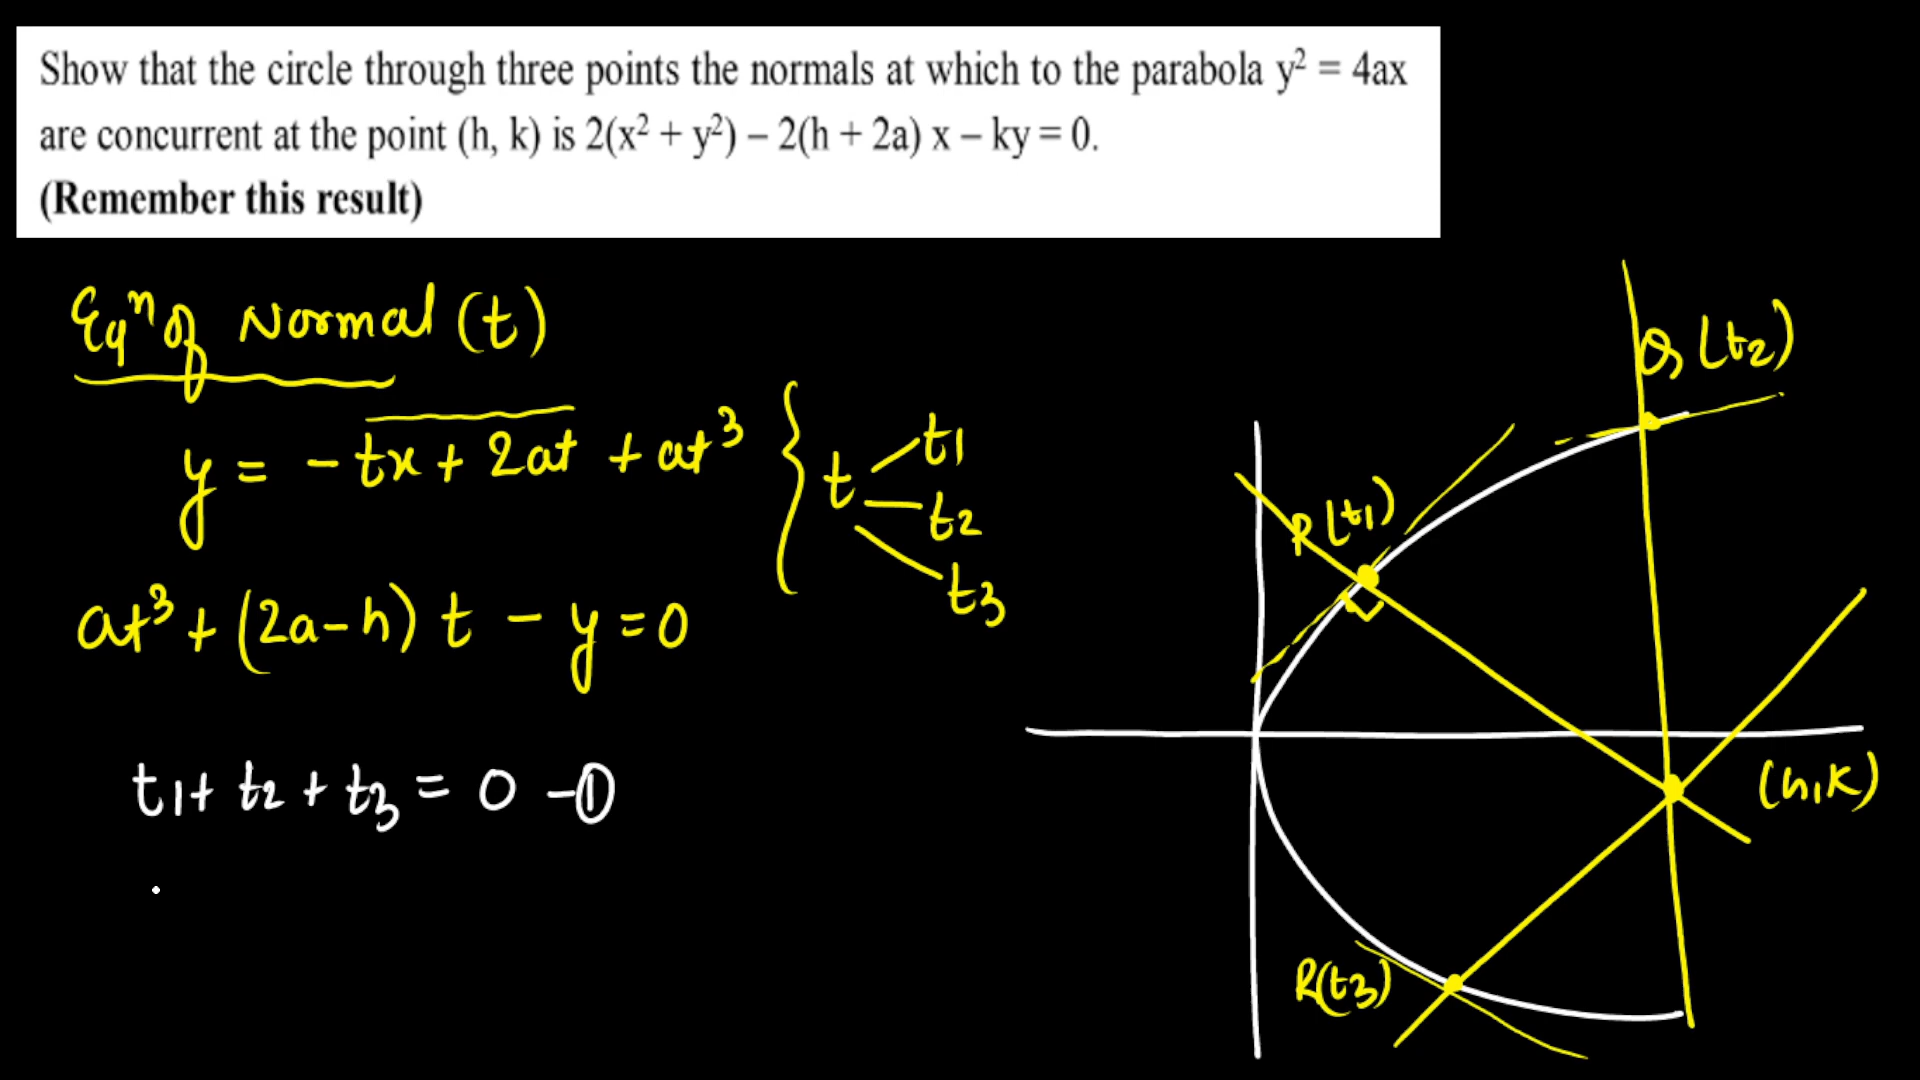 Show that the circle through three points the normals at which to the parabola y² = 4ax
are concurrent at the point (h, k) is 2(x² + y²) – 2(h + 2a) x – ky = 0.
(Remember this result)
Eqⁿ of Normal (t)
y = -tx + 2at + at³
t
t1
t2
t3
at³ + (2a-h) t - y = 0
t1 + t2 + t3 = 0 -①
Q(t2)
P(t1)
(h,k)
R(t3)